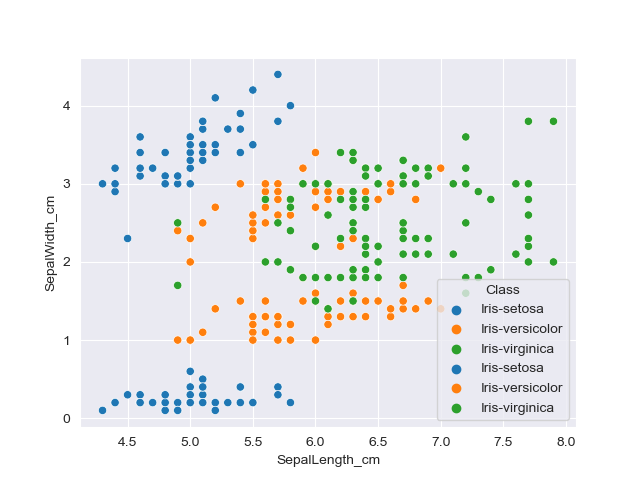 4
3
2
1
0
SepalWidth_cm
4.5 5.0 5.5 6.0 6.5 7.0 7.5 8.0
SepalLength_cm
Class
Iris-setosa
Iris-versicolor
Iris-virginica
Iris-setosa
Iris-versicolor
Iris-virginica